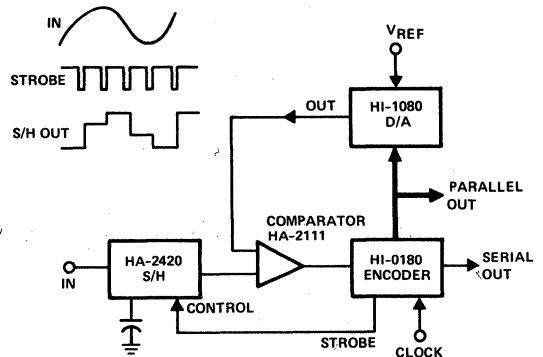 IN
STROBE
S/H OUT
VREF
HI-1080
D/A
OUT
PARALLEL
OUT
COMPARATOR
HA-2111
HA-2420
S/H
IN
CONTROL
HI-0180
ENCODER
SERIAL
OUT
STROBE
CLOCK